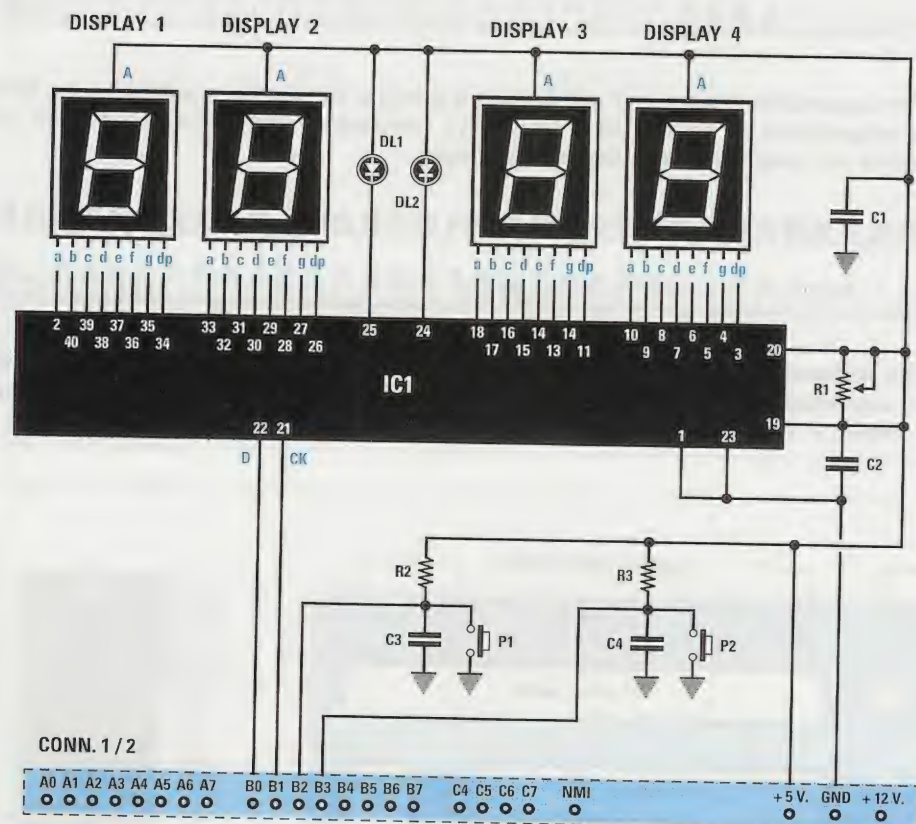 DISPLAY 1 DISPLAY 2 DISPLAY 3 DISPLAY 4
A A A A
DL1
DL2
C1
a b c d e f g dp a b c d e f g dp a b c d e f g dp a b c d e f g dp
2 39 37 35 33 31 29 27 25 24 18 16 14 14 10 8 6 4 20
40 38 36 34 32 30 28 26 17 15 13 11 9 7 5 3
IC1
R1
19
22 21 1 23
D CK
C2
R2 R3
C3 P1 C4 P2
CONN. 1 / 2
A0 A1 A2 A3 A4 A5 A6 A7 B0 B1 B2 B3 B4 B5 B6 B7 C4 C5 C6 C7 NMI +5 V. GND +12 V.